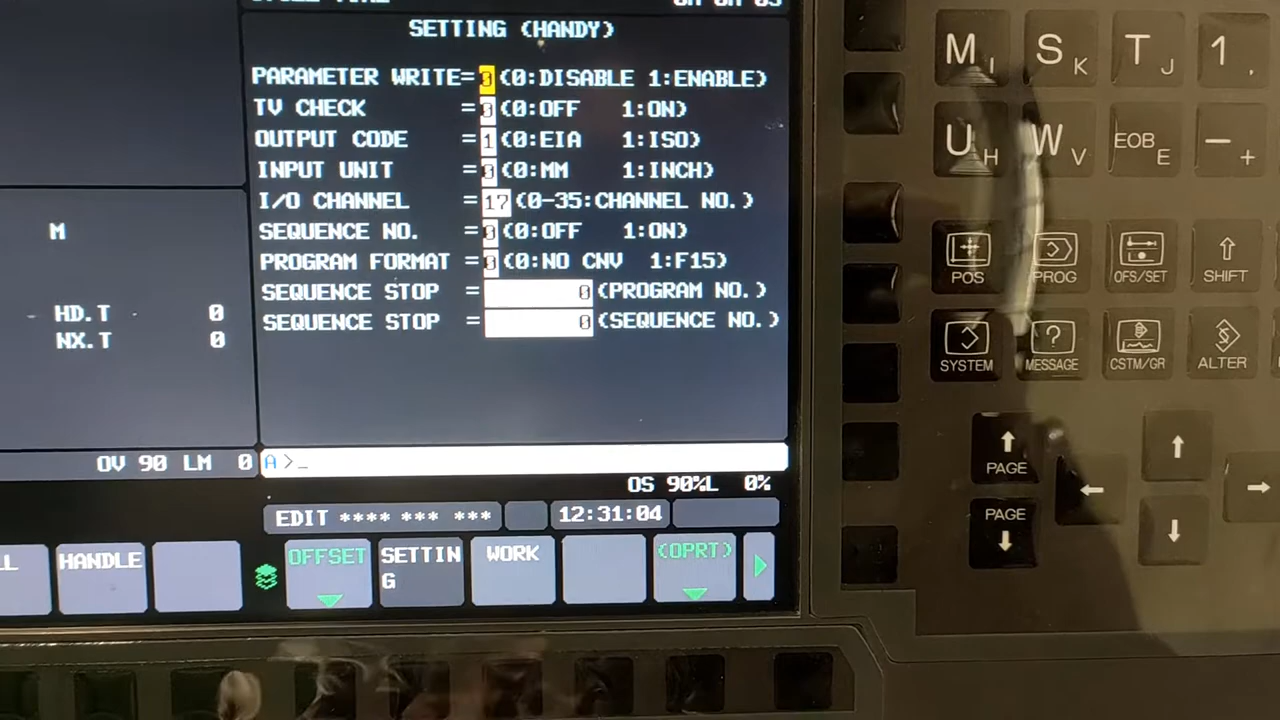 SETTING (HANDY)
PARAMETER WRITE= 0 (0:DISABLE 1:ENABLE)
TV CHECK = 0 (0:OFF 1:ON)
OUTPUT CODE = 1 (0:EIA 1:ISO)
INPUT UNIT = 0 (0:MM 1:INCH)
I/O CHANNEL = 17 (0-35:CHANNEL NO.)
SEQUENCE NO. = 0 (0:OFF 1:ON)
PROGRAM FORMAT = 0 (0:NO CNV 1:F15)
SEQUENCE STOP = 0 (PROGRAM NO.)
SEQUENCE STOP = 0 (SEQUENCE NO.)
M
HD.T 0
NX.T 0
OV 90 LM 0
A >_
OS 90%L 0%
EDIT **** *** ***
12:31:04
HANDLE
OFFSET
SETTIN
G
WORK
(OPRT)
M I
S K
T J
1 ,
U H
W V
EOB E
- +
POS
PROG
OFS/SET
SHIFT
SYSTEM
? MESSAGE
CSTM/GR
ALTER
↑ PAGE
PAGE ↓
↑
←
→
↓